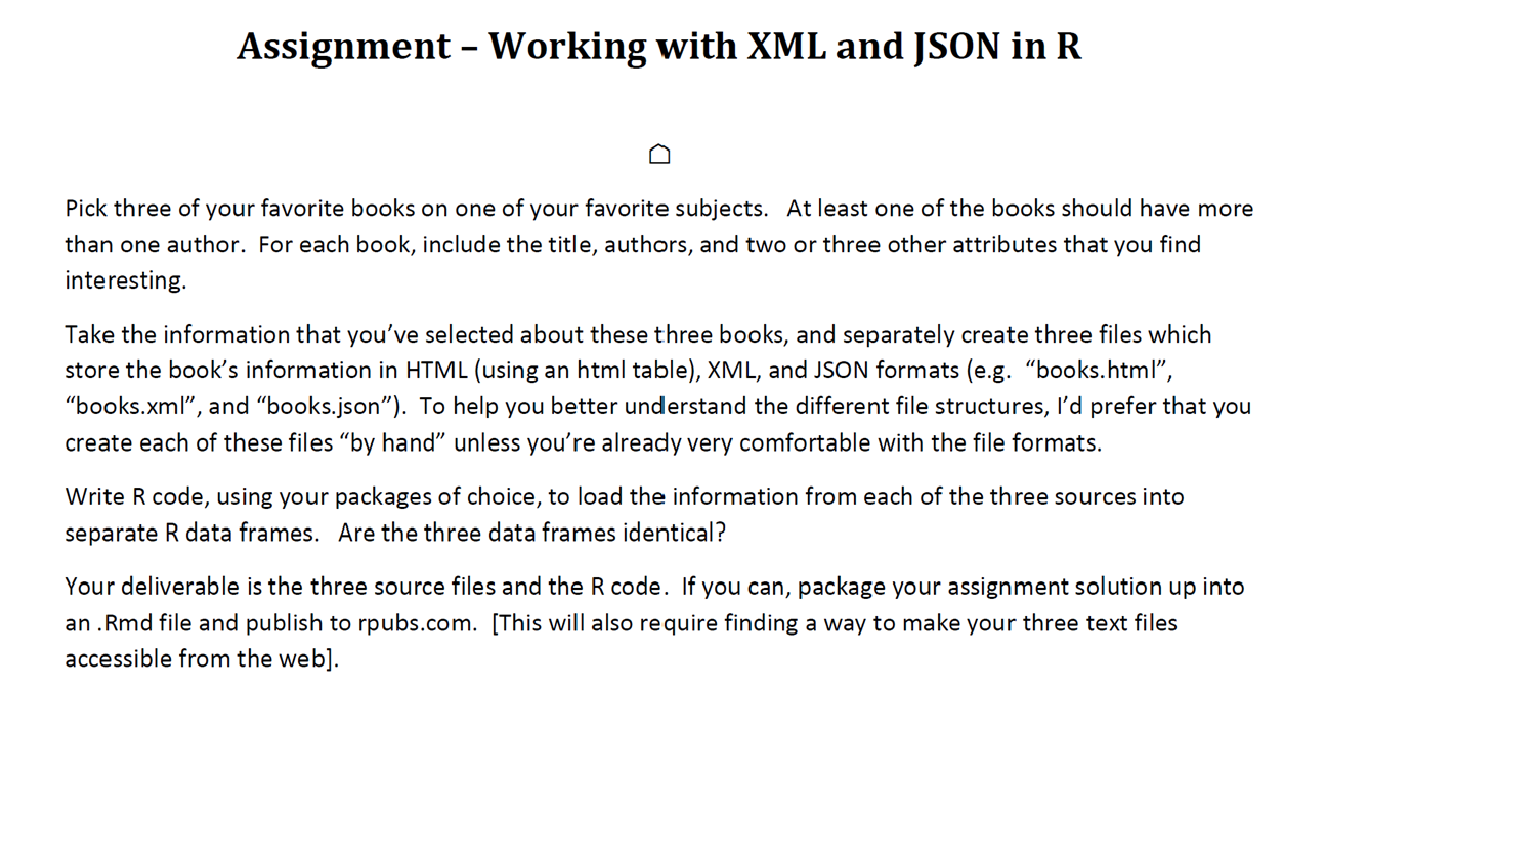 Assignment – Working with XML and JSON in R
Pick three of your favorite books on one of your favorite subjects.   At least one of the books should have more
than one author.  For each book, include the title, authors, and two or three other attributes that you find
interesting.
Take the information that you’ve selected about these three books, and separately create three files which
store the book’s information in HTML (using an html table), XML, and JSON formats (e.g.  “books.html”,
“books.xml”, and “books.json”).  To help you better understand the different file structures, I’d prefer that you
create each of these files “by hand” unless you’re already very comfortable with the file formats.
Write R code, using your packages of choice, to load the information from each of the three sources into
separate R data frames.   Are the three data frames identical?
Your deliverable is the three source files and the R code.  If you can, package your assignment solution up into
an .Rmd file and publish to rpubs.com.  [This will also require finding a way to make your three text files
accessible from the web].